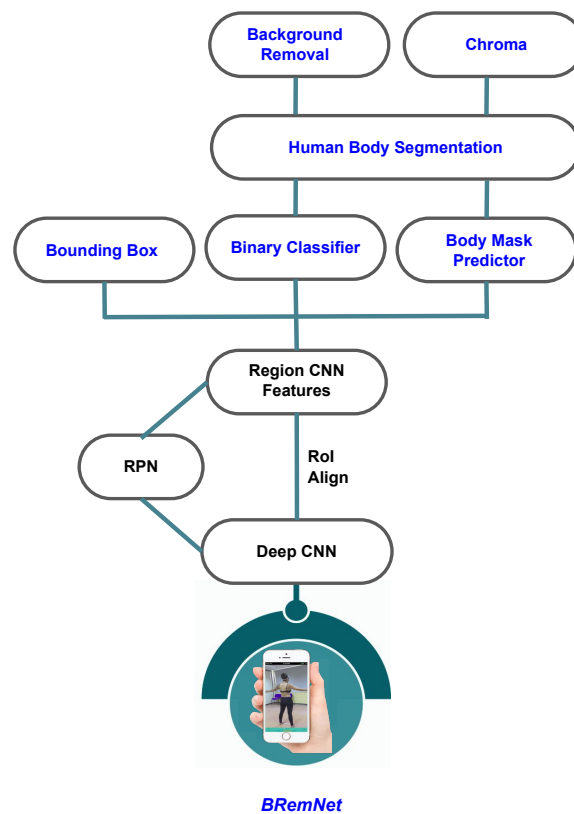 Background
Removal
Chroma
Human Body Segmentation
Bounding Box
Binary Classifier
Body Mask
Predictor
Region CNN
Features
RPN
RoI
Align
Deep CNN
BRemNet